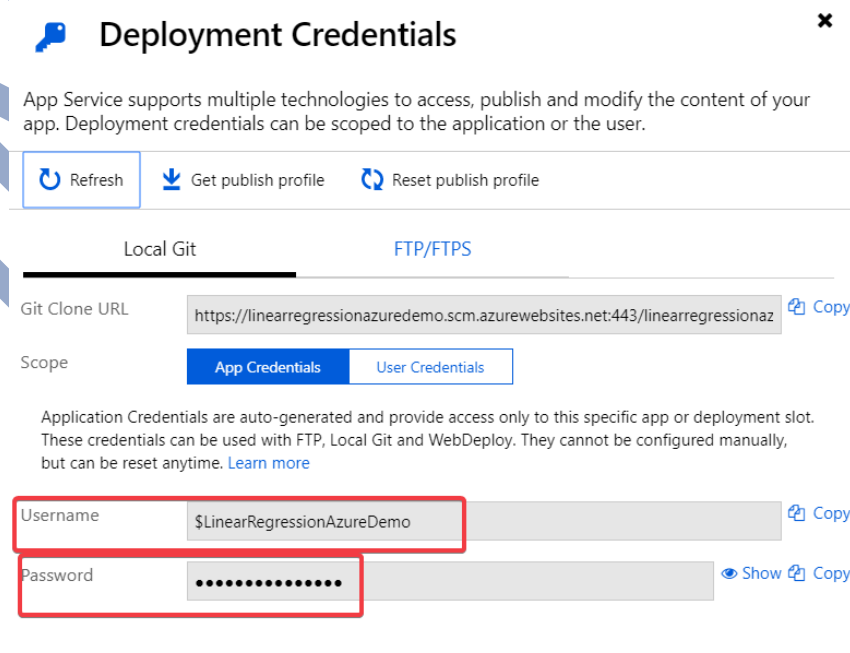 Deployment Credentials
App Service supports multiple technologies to access, publish and modify the content of your
app. Deployment credentials can be scoped to the application or the user.
Refresh Get publish profile Reset publish profile
Local Git FTP/FTPS
Git Clone URL https://linearregressionazuredemo.scm.azurewebsites.net:443/linearregressionaz Copy
Scope App Credentials User Credentials
Application Credentials are auto-generated and provide access only to this specific app or deployment slot.
These credentials can be used with FTP, Local Git and WebDeploy. They cannot be configured manually,
but can be reset anytime. Learn more
Username $LinearRegressionAzureDemo Copy
Password ••••••••••••••• Show Copy